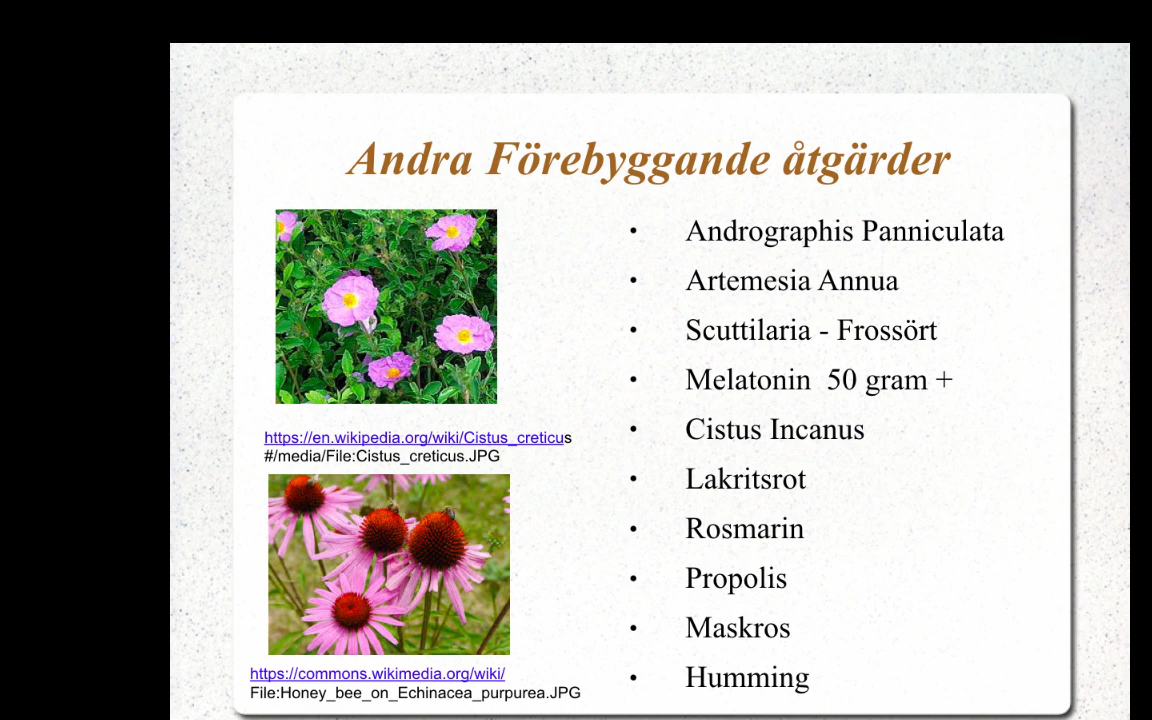 Andra Förebyggande åtgärder
• Andrographis Panniculata
• Artemesia Annua
• Scuttilaria - Frossört
• Melatonin 50 gram +
• Cistus Incanus
• Lakritsrot
• Rosmarin
• Propolis
• Maskros
• Humming
https://en.wikipedia.org/wiki/Cistus_creticus
#/media/File:Cistus_creticus.JPG
https://commons.wikimedia.org/wiki/
File:Honey_bee_on_Echinacea_purpurea.JPG